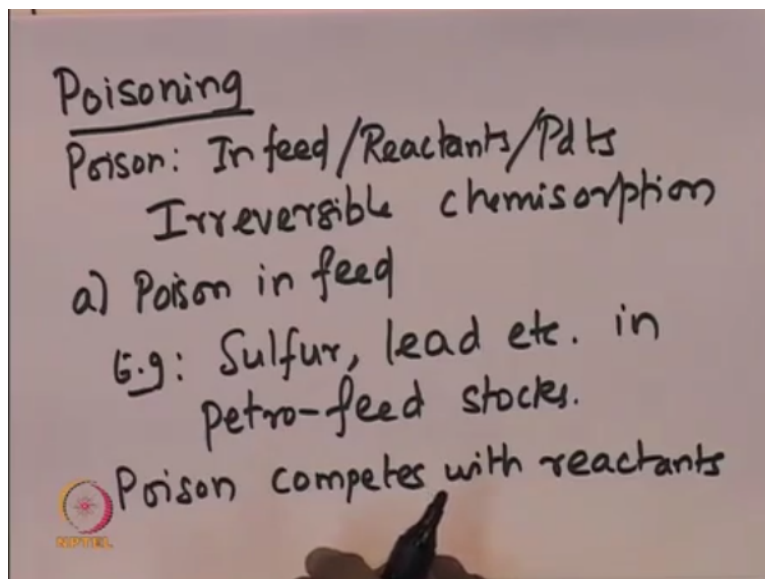 Poisoning
Poison: In feed/Reactants/Pdts
Irreversible chemisorption
a) Poison in feed
E.g: Sulfur, lead etc. in
petro-feed stocks.
Poison competes with reactants
NPTEL